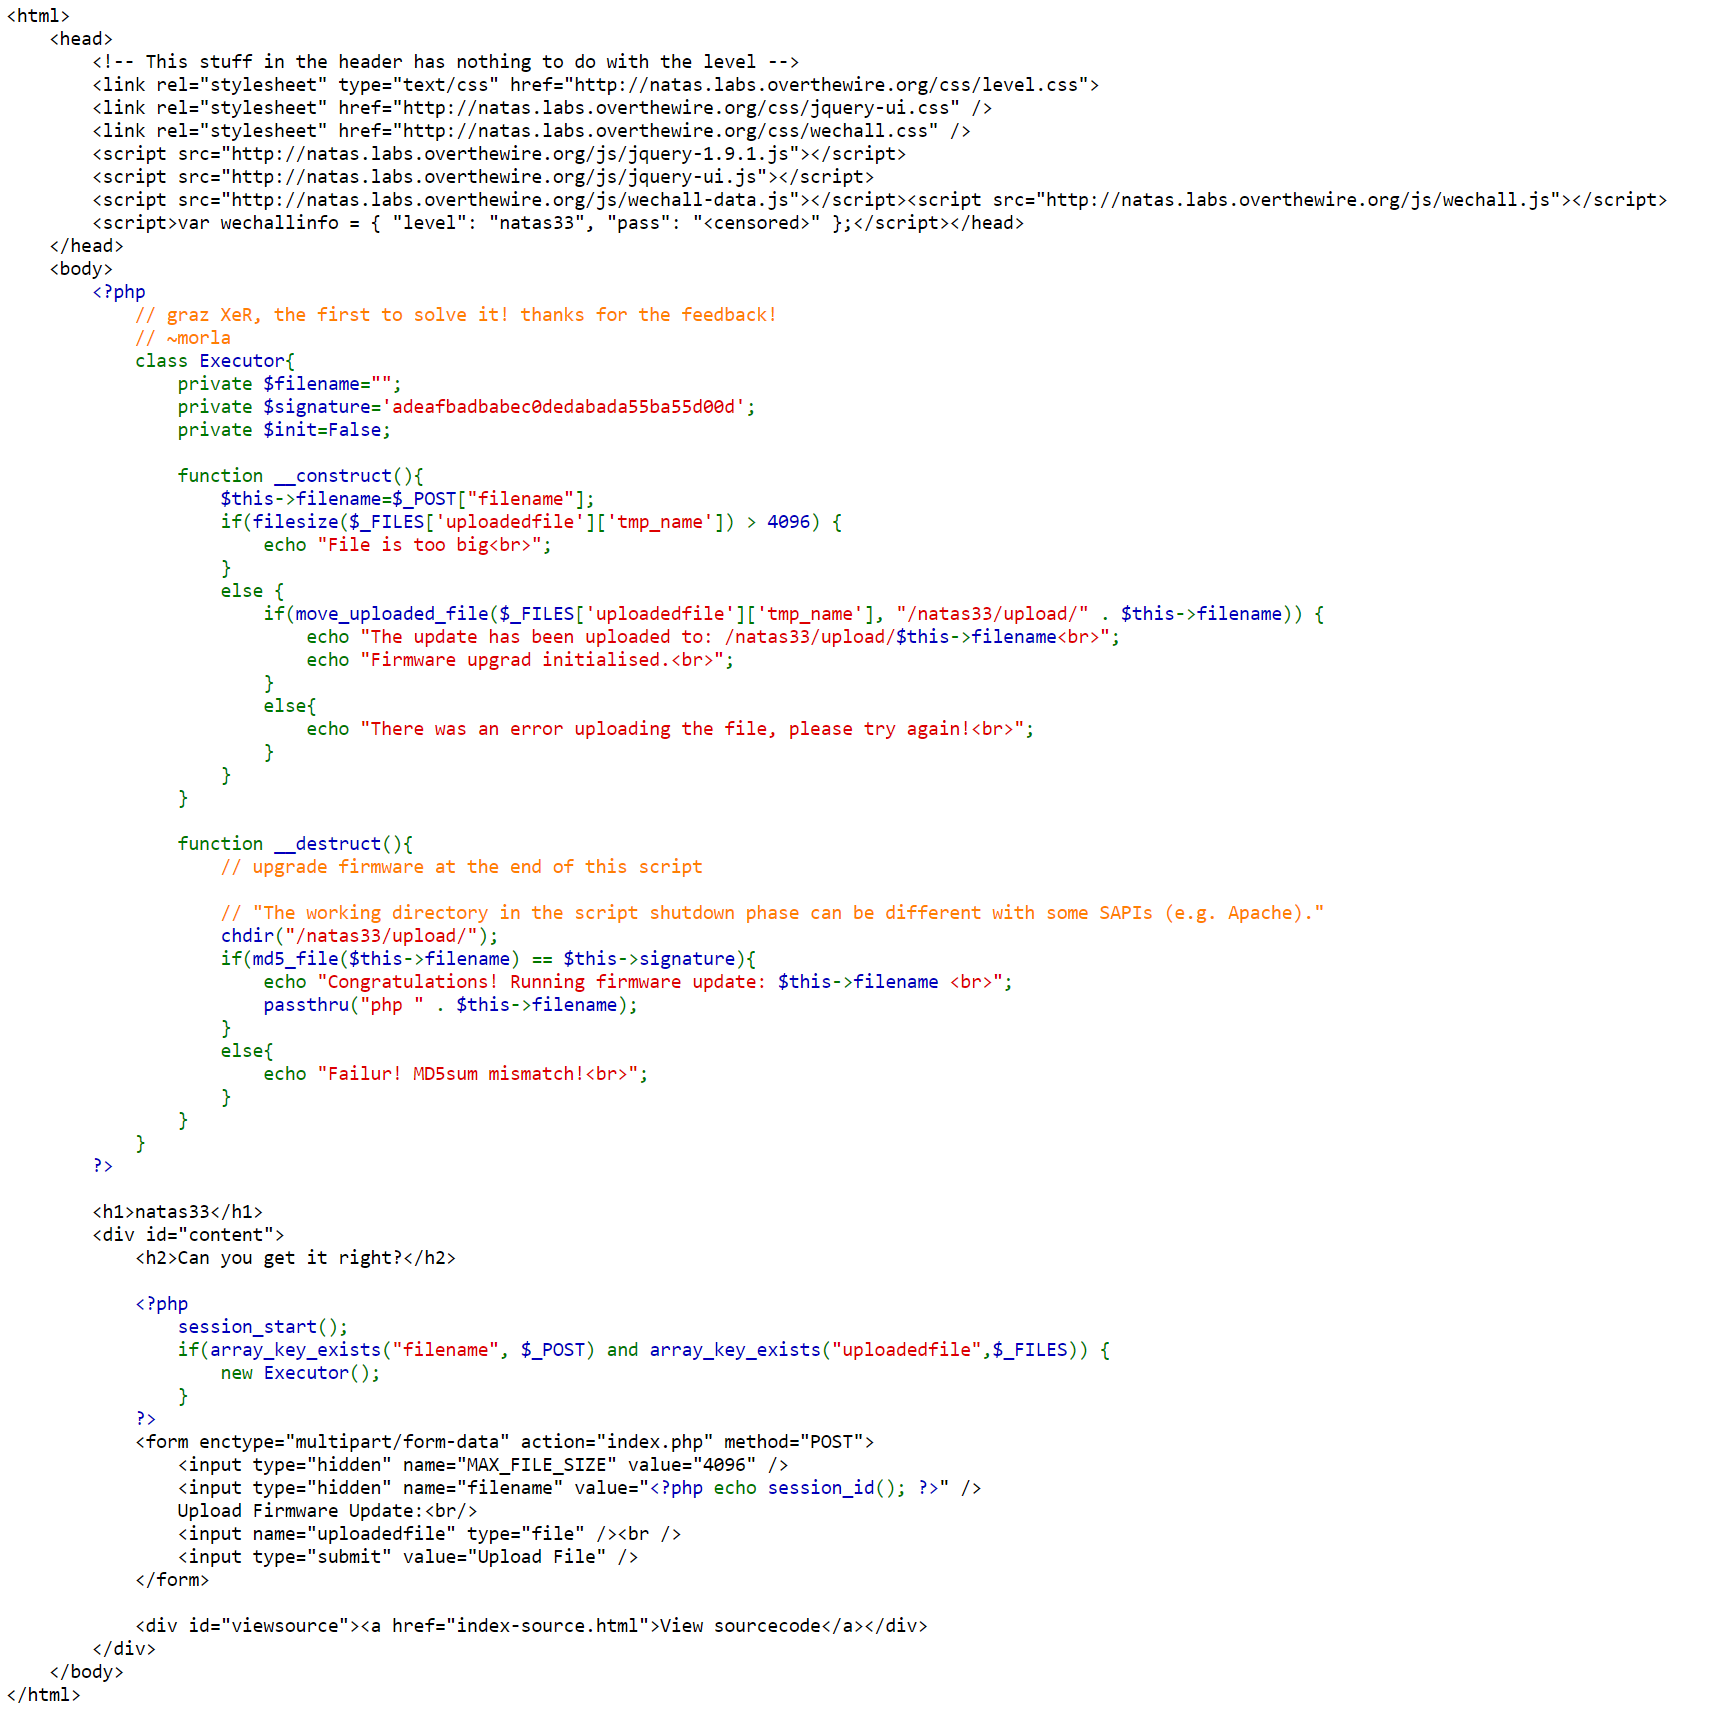 <html>
    <head>
        <!-- This stuff in the header has nothing to do with the level -->
        <link rel="stylesheet" type="text/css" href="http://natas.labs.overthewire.org/css/level.css">
        <link rel="stylesheet" href="http://natas.labs.overthewire.org/css/jquery-ui.css" />
        <link rel="stylesheet" href="http://natas.labs.overthewire.org/css/wechall.css" />
        <script src="http://natas.labs.overthewire.org/js/jquery-1.9.1.js"></script>
        <script src="http://natas.labs.overthewire.org/js/jquery-ui.js"></script>
        <script src="http://natas.labs.overthewire.org/js/wechall-data.js"></script><script src="http://natas.labs.overthewire.org/js/wechall.js"></script>
        <script>var wechallinfo = { "level": "natas33", "pass": "<censored>" };</script></head>
    </head>
    <body>
        <?php
            // graz XeR, the first to solve it! thanks for the feedback!
            // ~morla
            class Executor{
                private $filename="";
                private $signature='adeafbadbabec0dedabada55ba55d00d';
                private $init=False;

                function __construct(){
                    $this->filename=$_POST["filename"];
                    if(filesize($_FILES['uploadedfile']['tmp_name']) > 4096) {
                        echo "File is too big<br>";
                    }
                    else {
                        if(move_uploaded_file($_FILES['uploadedfile']['tmp_name'], "/natas33/upload/" . $this->filename)) {
                            echo "The update has been uploaded to: /natas33/upload/$this->filename<br>";
                            echo "Firmware upgrad initialised.<br>";
                        }
                        else{
                            echo "There was an error uploading the file, please try again!<br>";
                        }
                    }
                }

                function __destruct(){
                    // upgrade firmware at the end of this script

                    // "The working directory in the script shutdown phase can be different with some SAPIs (e.g. Apache)."
                    chdir("/natas33/upload/");
                    if(md5_file($this->filename) == $this->signature){
                        echo "Congratulations! Running firmware update: $this->filename <br>";
                        passthru("php " . $this->filename);
                    }
                    else{
                        echo "Failur! MD5sum mismatch!<br>";
                    }
                }
            }
        ?>

        <h1>natas33</h1>
        <div id="content">
            <h2>Can you get it right?</h2>

            <?php
                session_start();
                if(array_key_exists("filename", $_POST) and array_key_exists("uploadedfile",$_FILES)) {
                    new Executor();
                }
            ?>
            <form enctype="multipart/form-data" action="index.php" method="POST">
                <input type="hidden" name="MAX_FILE_SIZE" value="4096" />
                <input type="hidden" name="filename" value="<?php echo session_id(); ?>" />
                Upload Firmware Update:<br/>
                <input name="uploadedfile" type="file" /><br />
                <input type="submit" value="Upload File" />
            </form>

            <div id="viewsource"><a href="index-source.html">View sourcecode</a></div>
        </div>
    </body>
</html>